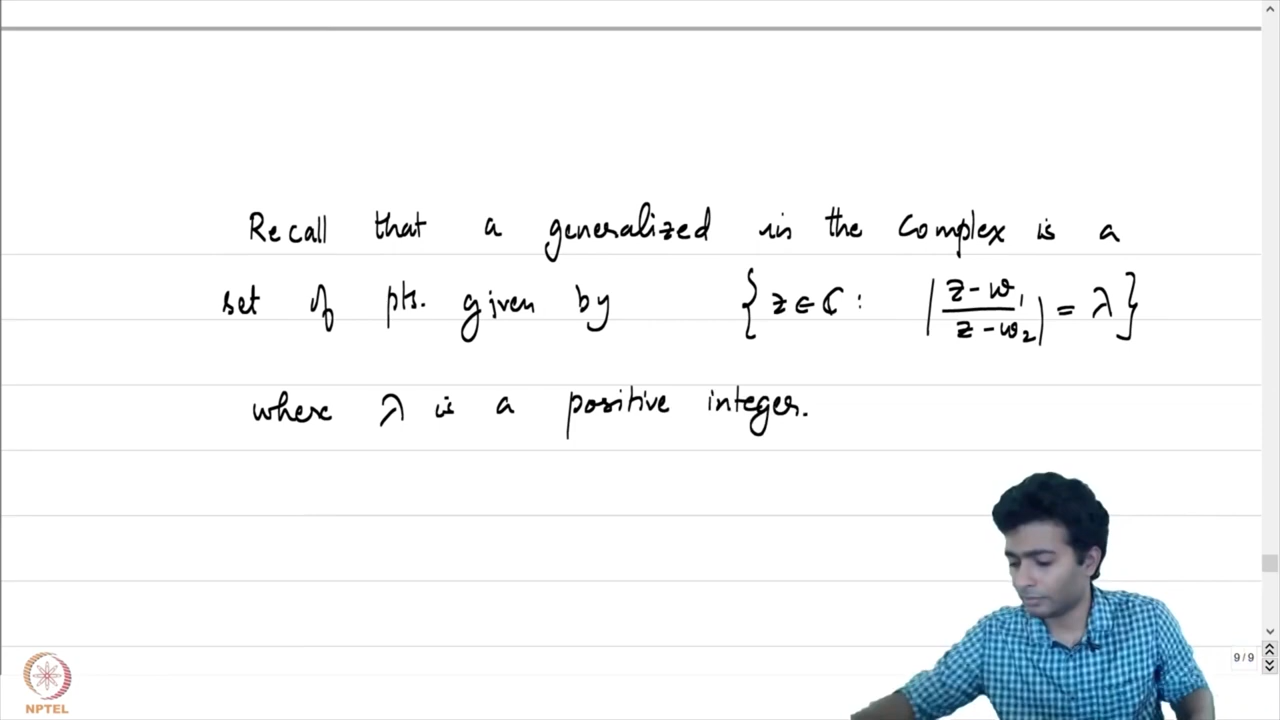 Recall that a generalized in the complex is a
set of pts. given by { z ∈ ℂ : | (z - w₁) / (z - w₂) | = λ }
where λ is a positive integer.
9 / 9
NPTEL